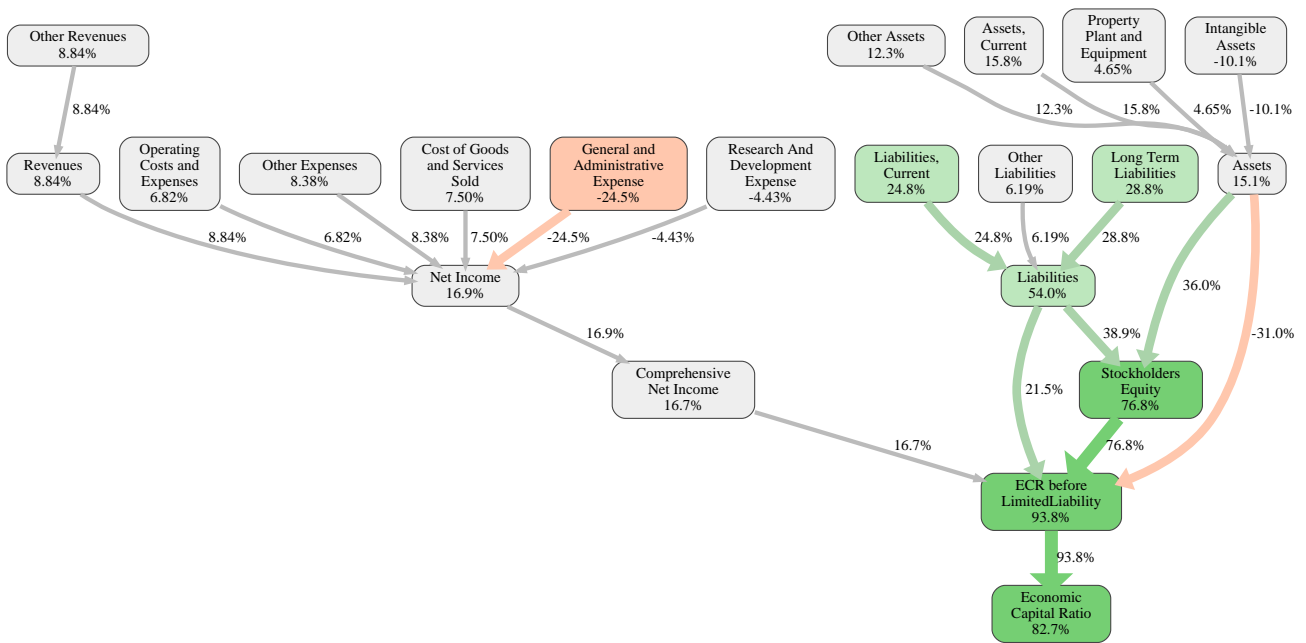 Other Revenues
8.84%
Other Assets
12.3%
Assets,
Current
15.8%
Property
Plant and
Equipment
4.65%
Intangible
Assets
-10.1%
8.84%
12.3%
15.8%
4.65%
-10.1%
Revenues
8.84%
Operating
Costs and
Expenses
6.82%
Other Expenses
8.38%
Cost of Goods
and Services
Sold
7.50%
General and
Administrative
Expense
-24.5%
Research And
Development
Expense
-4.43%
Liabilities,
Current
24.8%
Other
Liabilities
6.19%
Long Term
Liabilities
28.8%
Assets
15.1%
8.84%
6.82%
8.38%
7.50%
-24.5%
-4.43%
24.8%
6.19%
28.8%
Net Income
16.9%
Liabilities
54.0%
36.0%
16.9%
38.9%
-31.0%
Comprehensive
Net Income
16.7%
21.5%
Stockholders
Equity
76.8%
16.7%
76.8%
ECR before
LimitedLiability
93.8%
93.8%
Economic
Capital Ratio
82.7%